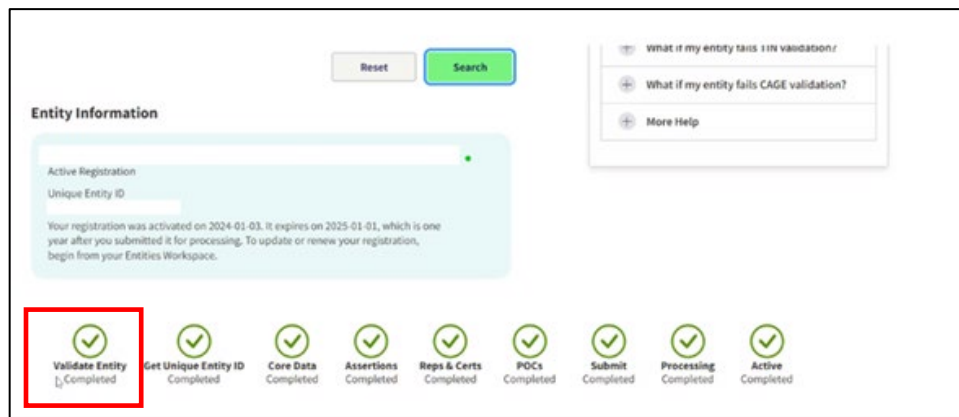 What if my entity fails TIN validation?
Reset
Search
What if my entity fails CAGE validation?
Entity Information
More Help
Active Registration
Unique Entity ID
Your registration was activated on 2024-01-03. It expires on 2025-01-01, which is one
year after you submitted it for processing. To update or renew your registration,
begin from your Entities Workspace.
Validate Entity Get Unique Entity ID Core Data Assertions Reps & Certs POCs Submit Processing Active
Completed Completed Completed Completed Completed Completed Completed Completed Completed